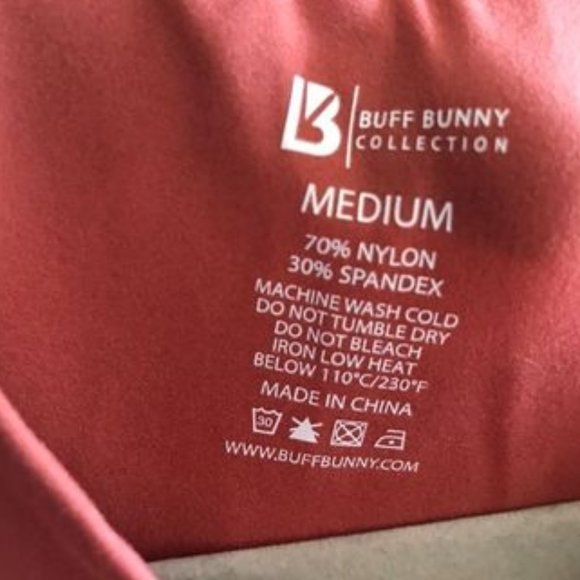 B
BUFF BUNNY
COLLECTION
MEDIUM
70% NYLON
30% SPANDEX
MACHINE WASH COLD
DO NOT TUMBLE DRY
DO NOT BLEACH
IRON LOW HEAT
BELOW 110°C/230°F
MADE IN CHINA
30
WWW.BUFFBUNNY.COM